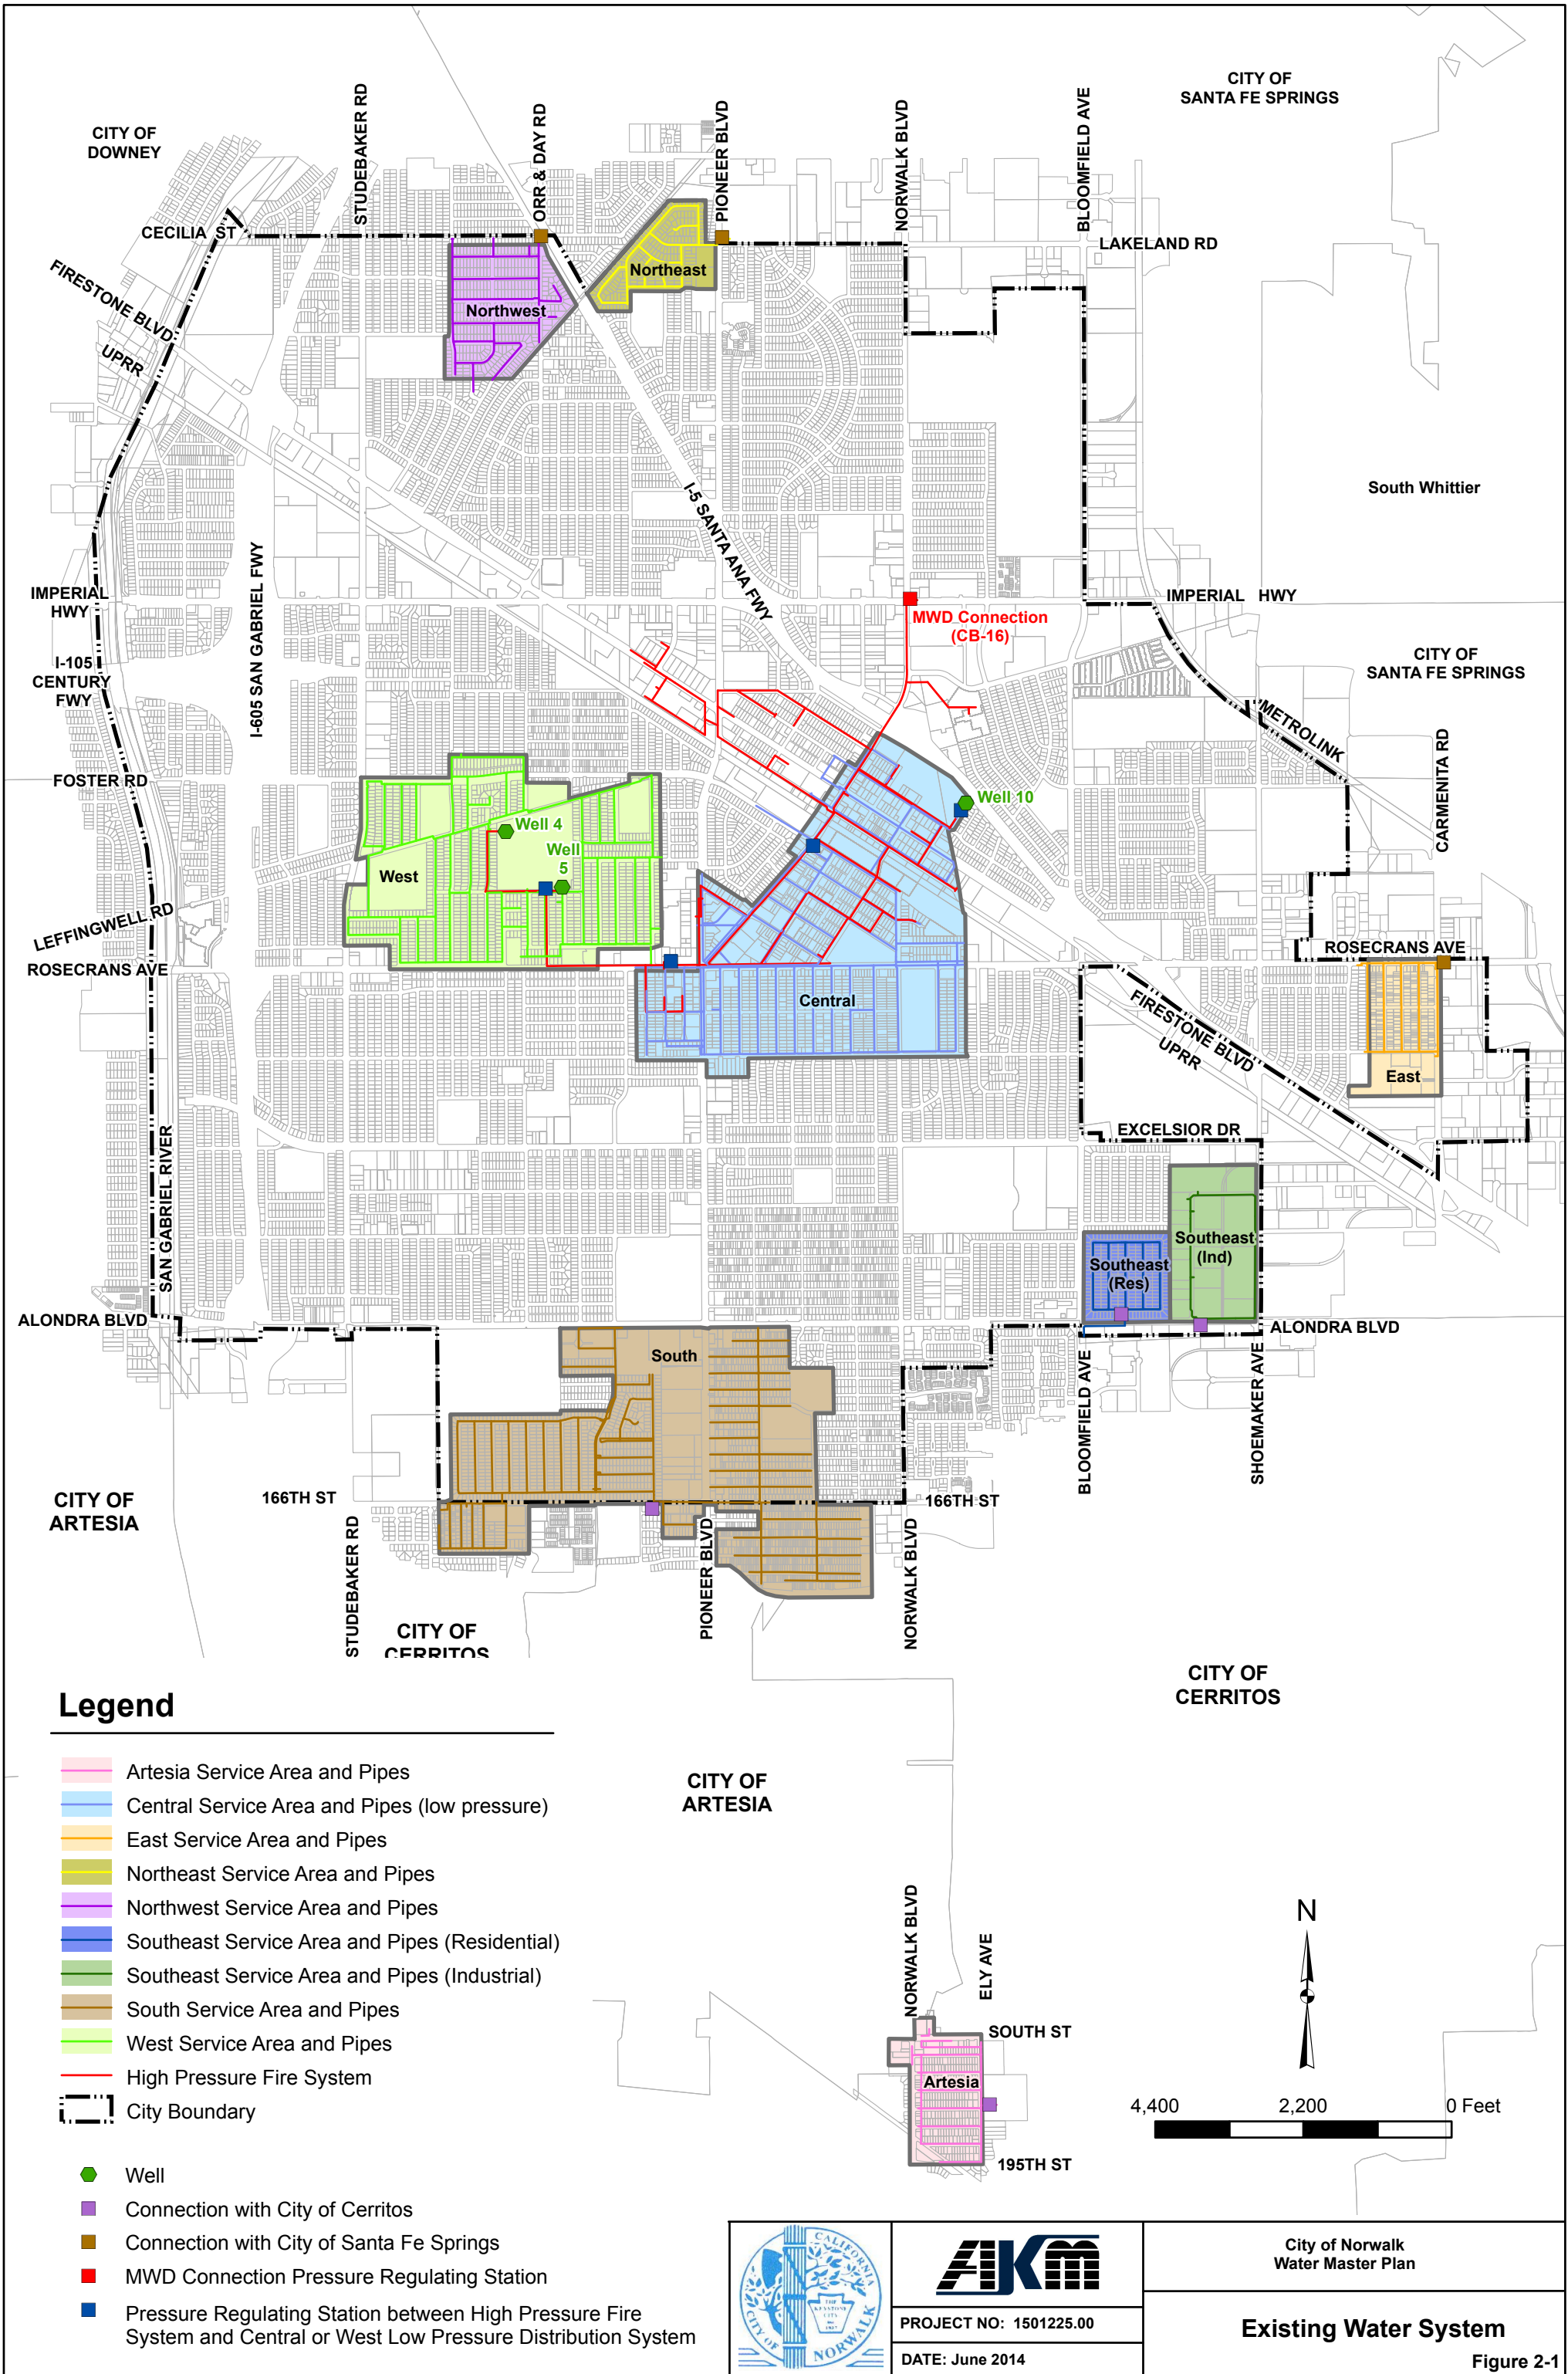 CITY OF
SANTA FE SPRINGS
CITY OF
DOWNEY
STUDEBAKER RD
ORR & DAY RD
PIONEER BLVD
NORWALK BLVD
BLOOMFIELD AVE
CECILIA ST
LAKELAND RD
FIRESTONE BLVD
UPRR
Northeast
Northwest
South Whittier
I-5 SANTA ANA FWY
I-605 SAN GABRIEL FWY
IMPERIAL
HWY
IMPERIAL HWY
MWD Connection
(CB-16)
I-105
CENTURY
FWY
CITY OF
SANTA FE SPRINGS
METROLINK
CARMENITA RD
FOSTER RD
Well 10
Well 4
Well
5
West
LEFFINGWELL RD
ROSECRANS AVE
ROSECRANS AVE
Central
FIRESTONE BLVD
UPRR
East
EXCELSIOR DR
SAN GABRIEL RIVER
Southeast
(Ind)
Southeast
(Res)
ALONDRA BLVD
ALONDRA BLVD
South
BLOOMFIELD AVE
SHOEMAKER AVE
CITY OF
ARTESIA
166TH ST
166TH ST
STUDEBAKER RD
PIONEER BLVD
NORWALK BLVD
CITY OF
CERRITOS
CITY OF
CERRITOS
Legend
Artesia Service Area and Pipes
Central Service Area and Pipes (low pressure)
East Service Area and Pipes
Northeast Service Area and Pipes
Northwest Service Area and Pipes
Southeast Service Area and Pipes (Residential)
Southeast Service Area and Pipes (Industrial)
South Service Area and Pipes
West Service Area and Pipes
High Pressure Fire System
City Boundary
Well
Connection with City of Cerritos
Connection with City of Santa Fe Springs
MWD Connection Pressure Regulating Station
Pressure Regulating Station between High Pressure Fire
System and Central or West Low Pressure Distribution System
CITY OF
ARTESIA
NORWALK BLVD
ELY AVE
SOUTH ST
Artesia
195TH ST
N
4,400 2,200 0 Feet
CALIFORNIA
CITY OF NORWALK
AKM
PROJECT NO: 1501225.00
DATE: June 2014
City of Norwalk
Water Master Plan
Existing Water System
Figure 2-1